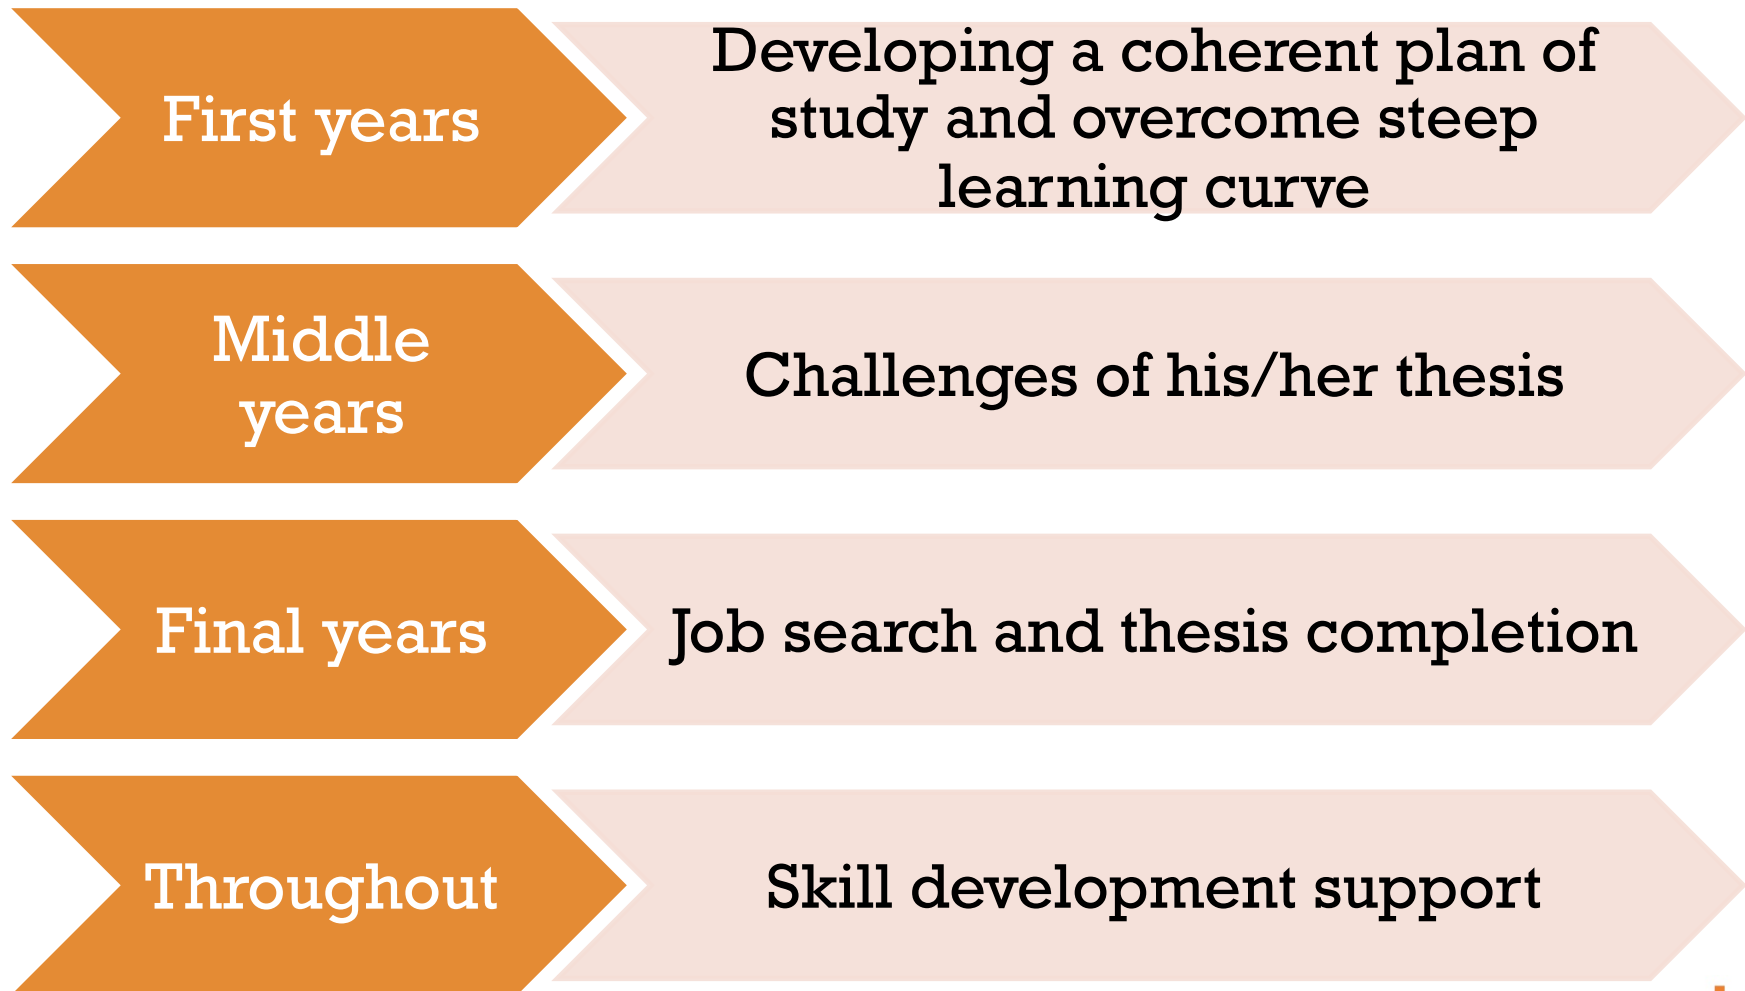 First years
Developing a coherent plan of
study and overcome steep
learning curve
Middle
years
Challenges of his/her thesis
Final years
Job search and thesis completion
Throughout
Skill development support